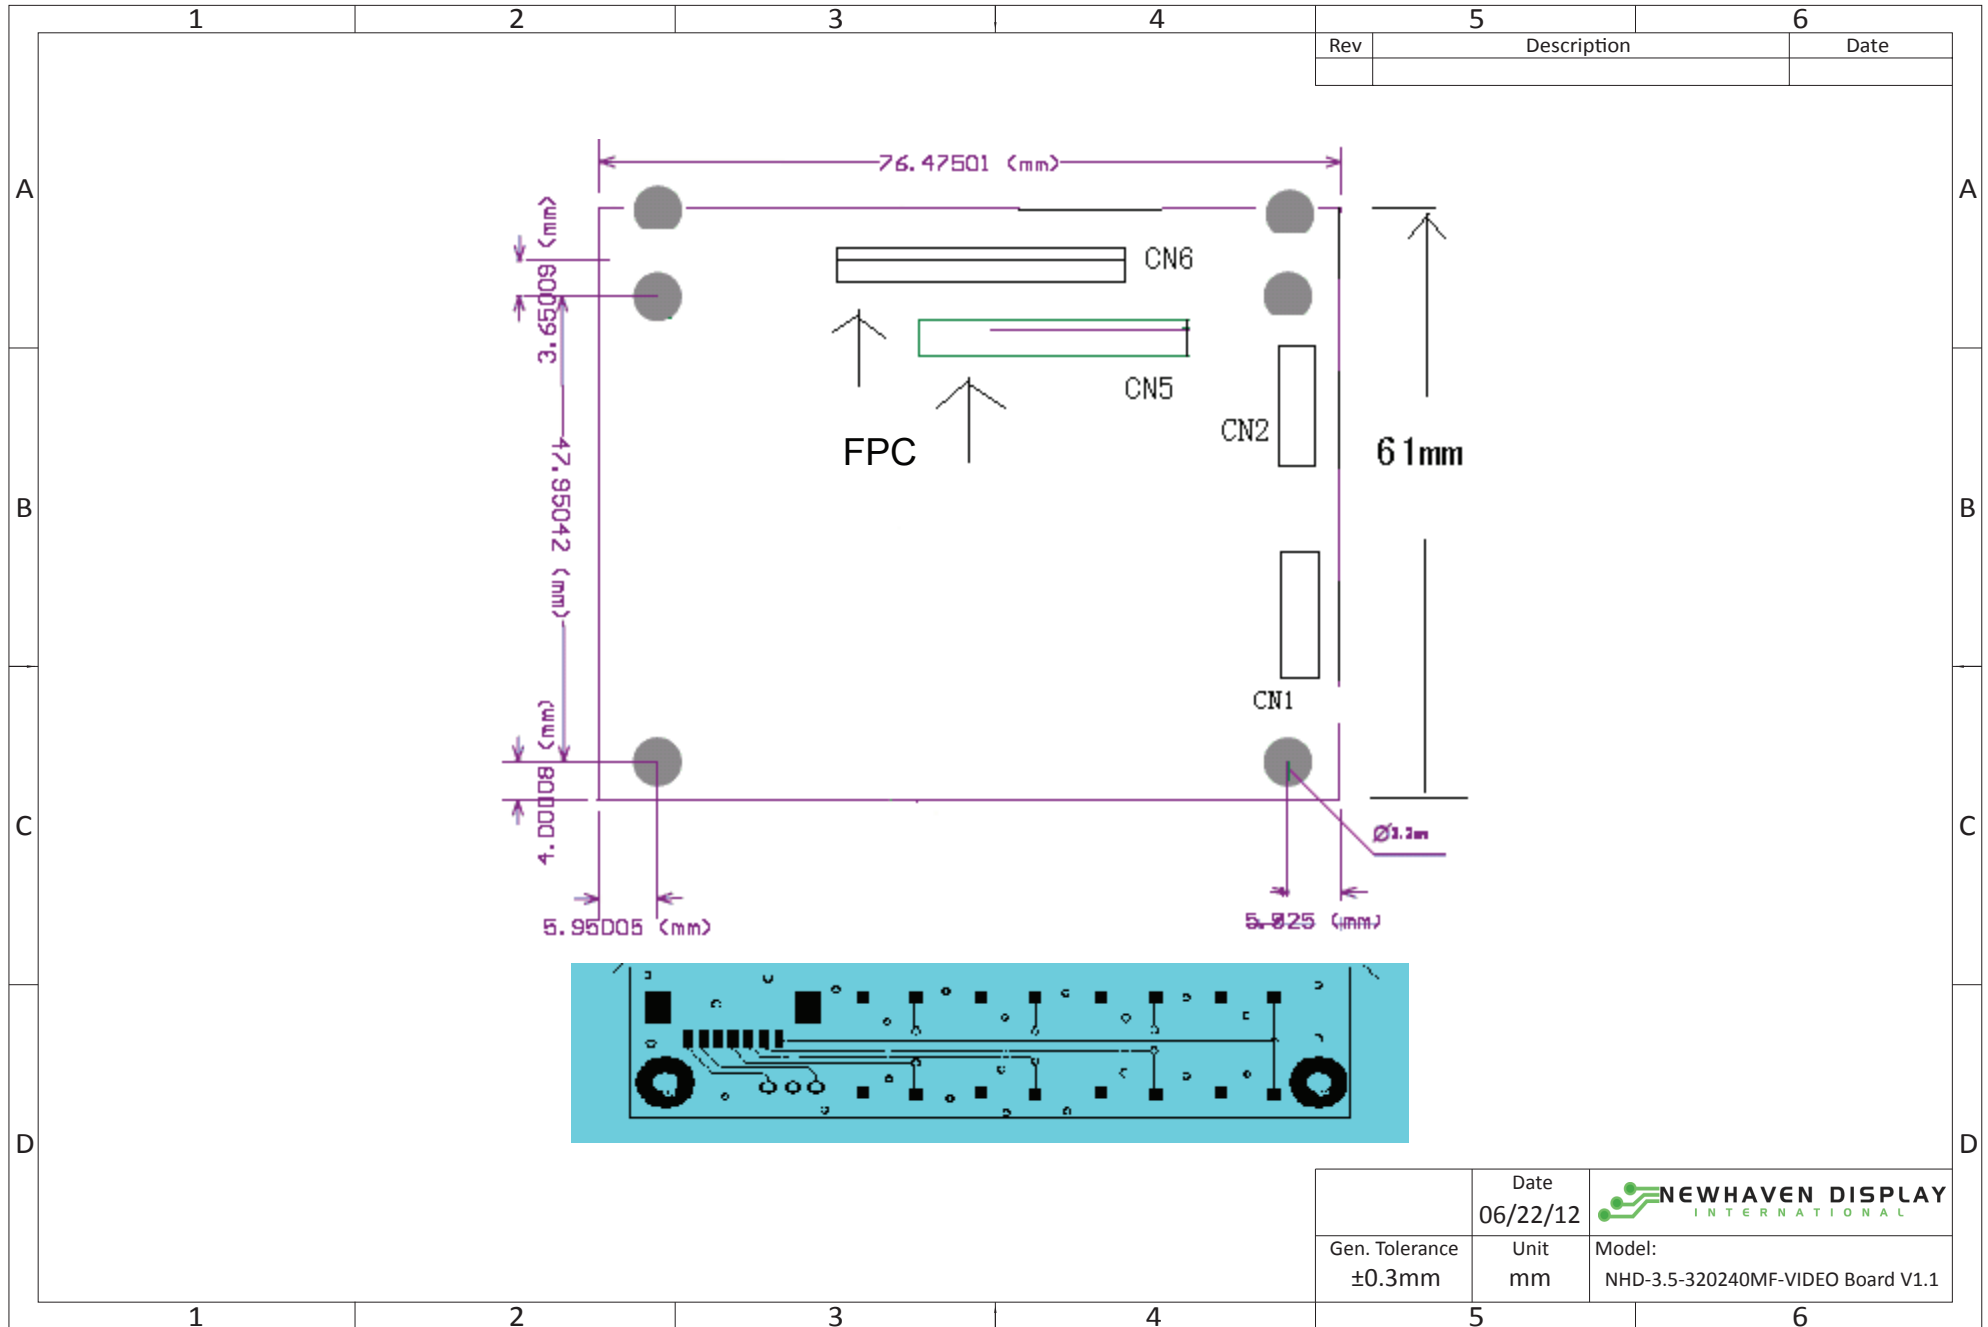 1 2 3 4 5 6
Rev Description Date
76.47501 (mm)
A A
3.65009 (mm)
CN6
CN5
CN2
FPC
61mm
47.95042 (mm)
B B
CN1
4.00008 (mm)
C C
5.95005 (mm)
(mm)
NEWHAVEN DISPLAY
INTERNATIONAL
D D
Date
06/22/12
Gen. Tolerance
±0.3mm
Unit
mm
Model:
NHD-3.5-320240MF-VIDEO Board V1.1
1 2 3 4 5 6